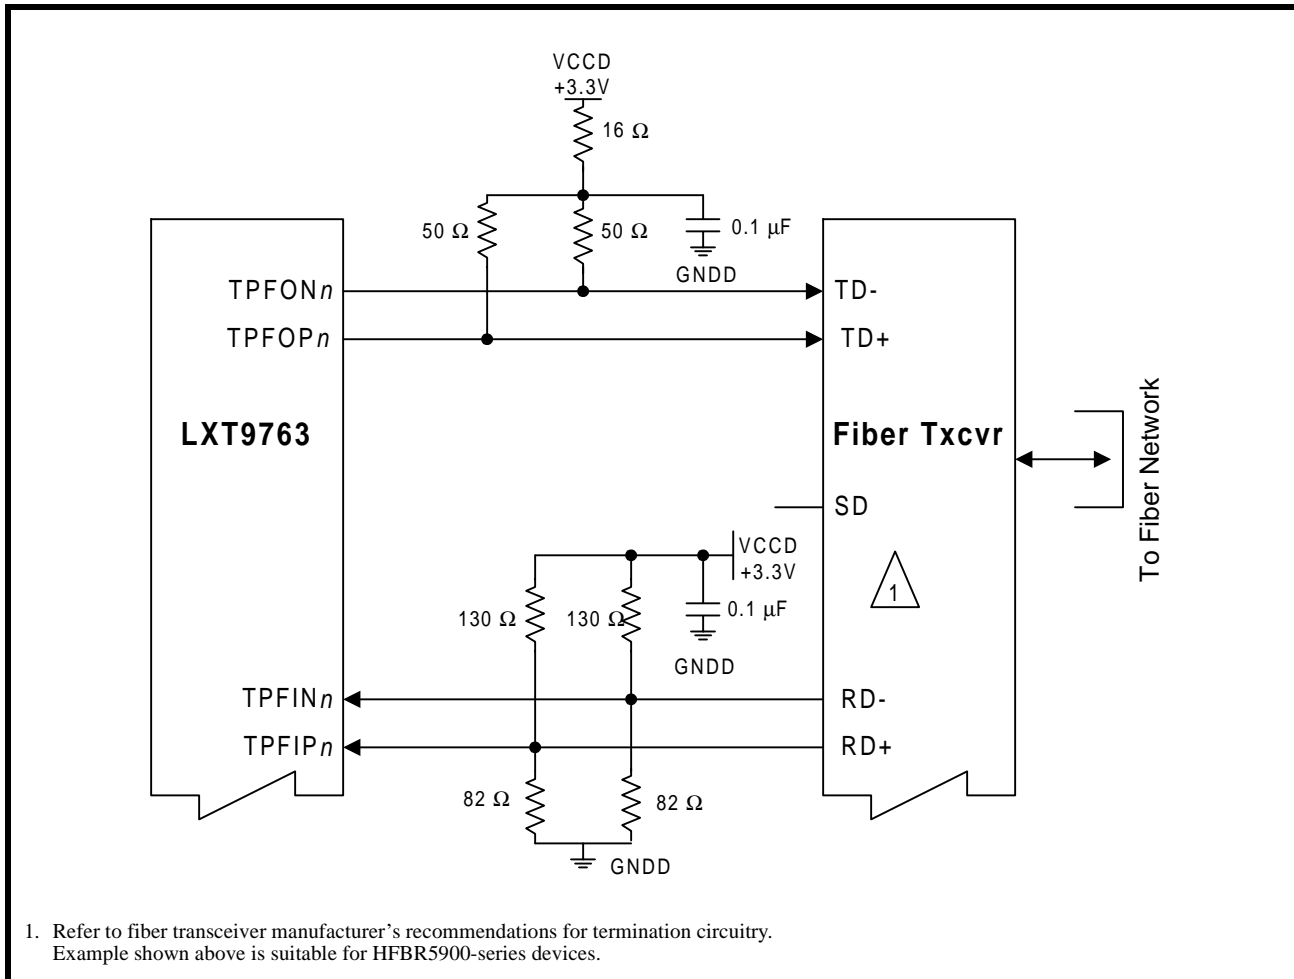 VCCD
+3.3V
16 Ω
50 Ω
50 Ω
0.1 µF
GNDD
TPFONn
TD-
TPFOPn
TD+
LXT9763
Fiber Txcvr
To Fiber Network
SD
VCCD
+3.3V
1
130 Ω
130 Ω
0.1 µF
GNDD
TPFINn
RD-
TPFIPn
RD+
82 Ω
82 Ω
GNDD
1. Refer to fiber transceiver manufacturer’s recommendations for termination circuitry.
Example shown above is suitable for HFBR5900-series devices.